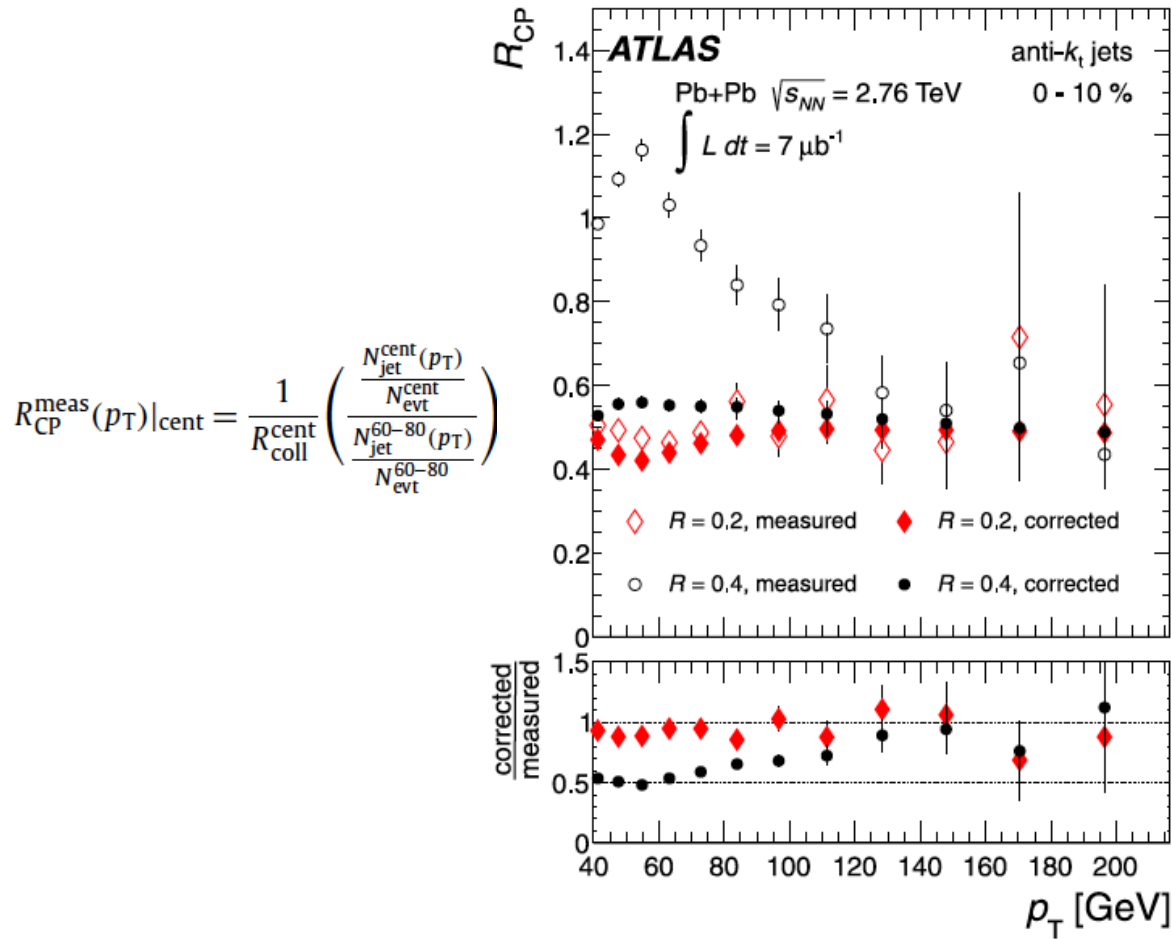 R_CP^meas(p_T)|_cent = 1/R_coll^cent ( (N_jet^cent(p_T)/N_evt^cent) / (N_jet^60−80(p_T)/N_evt^60−80) )
R_CP
ATLAS
anti-k_t jets
Pb+Pb √s_NN = 2.76 TeV
0 - 10 %
∫ L dt = 7 μb^-1
1.4
1.2
1
0.8
0.6
0.4
0.2
0
R = 0.2, measured
R = 0.2, corrected
R = 0.4, measured
R = 0.4, corrected
corrected
measured
1.5
1
0.5
0
40 60 80 100 120 140 160 180 200
p_T [GeV]